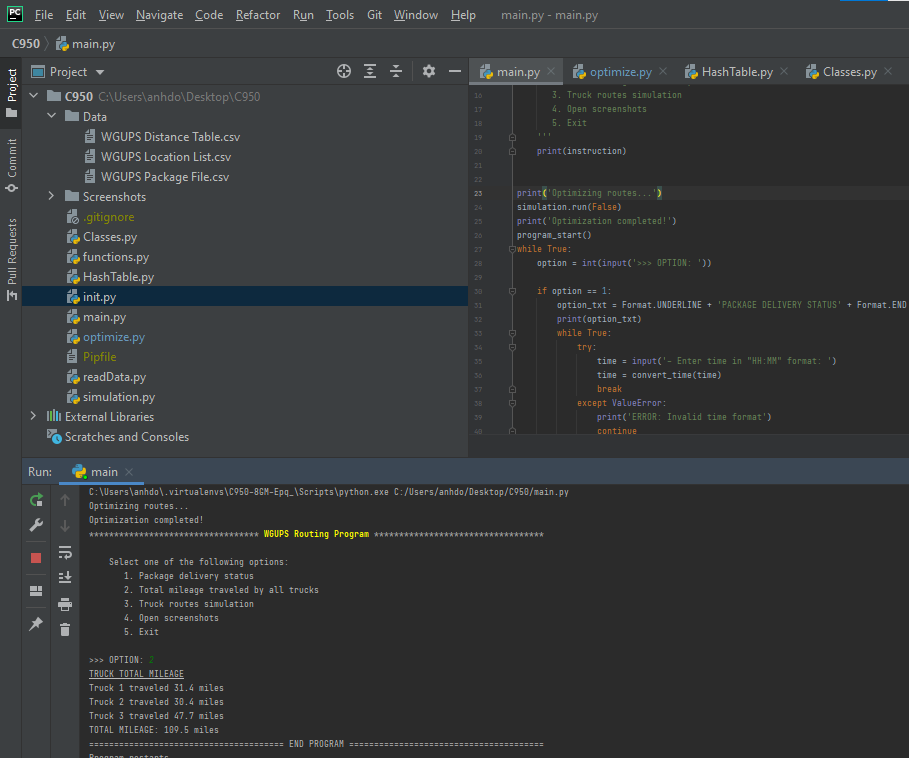 PC File Edit View Navigate Code Refactor Run Tools Git Window Help main.py - main.py
C950 main.py
Project
Commit
Pull Requests
Project
C950 C:\Users\anhdo\Desktop\C950
Data
WGUPS Distance Table.csv
WGUPS Location List.csv
WGUPS Package File.csv
Screenshots
.gitignore
Classes.py
functions.py
HashTable.py
init.py
main.py
optimize.py
Pipfile
readData.py
simulation.py
External Libraries
Scratches and Consoles
main.py optimize.py HashTable.py Classes.py
16 3. Truck routes simulation
17 4. Open screenshots
18 5. Exit
19 '''
20 print(instruction)
21
22
23 print('Optimizing routes...')
24 simulation.run(False)
25 print('Optimization completed!')
26 program_start()
27 while True:
28 option = int(input('>>> OPTION: '))
29
30 if option == 1:
31 option_txt = Format.UNDERLINE + 'PACKAGE DELIVERY STATUS' + Format.END
32 print(option_txt)
33 while True:
34 try:
35 time = input('- Enter time in "HH:MM" format: ')
36 time = convert_time(time)
37 break
38 except ValueError:
39 print('ERROR: Invalid time format')
40 continue
Run: main
C:\Users\anhdo\.virtualenvs\C950-8GM-Epq_\Scripts\python.exe C:/Users/anhdo/Desktop/C950/main.py
Optimizing routes...
Optimization completed!
********************************** WGUPS Routing Program **********************************
Select one of the following options:
1. Package delivery status
2. Total mileage traveled by all trucks
3. Truck routes simulation
4. Open screenshots
5. Exit
>>> OPTION: 2
TRUCK TOTAL MILEAGE
Truck 1 traveled 31.4 miles
Truck 2 traveled 30.4 miles
Truck 3 traveled 47.7 miles
TOTAL MILEAGE: 109.5 miles
======================================= END PROGRAM =======================================